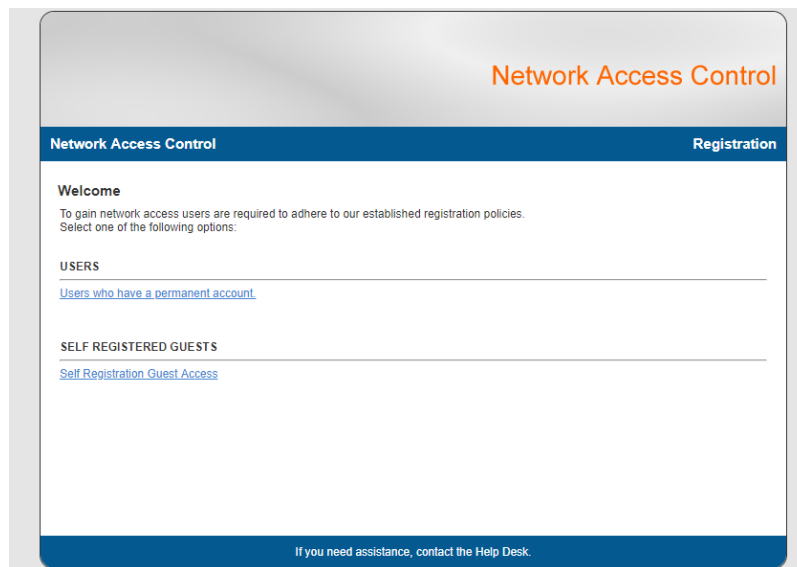 Network Access Control
Network Access Control
Registration
Welcome
To gain network access users are required to adhere to our established registration policies.
Select one of the following options:
USERS
Users who have a permanent account.
SELF REGISTERED GUESTS
Self Registration Guest Access
If you need assistance, contact the Help Desk.